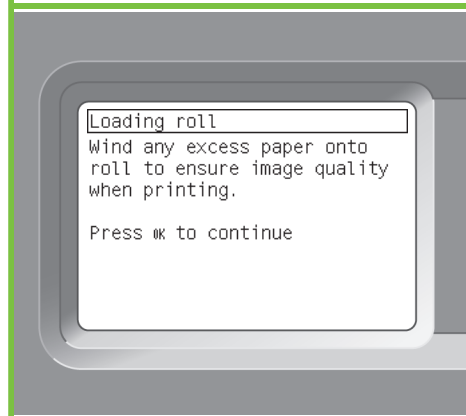 Loading roll
Wind any excess paper onto
roll to ensure image quality
when printing.
Press OK to continue